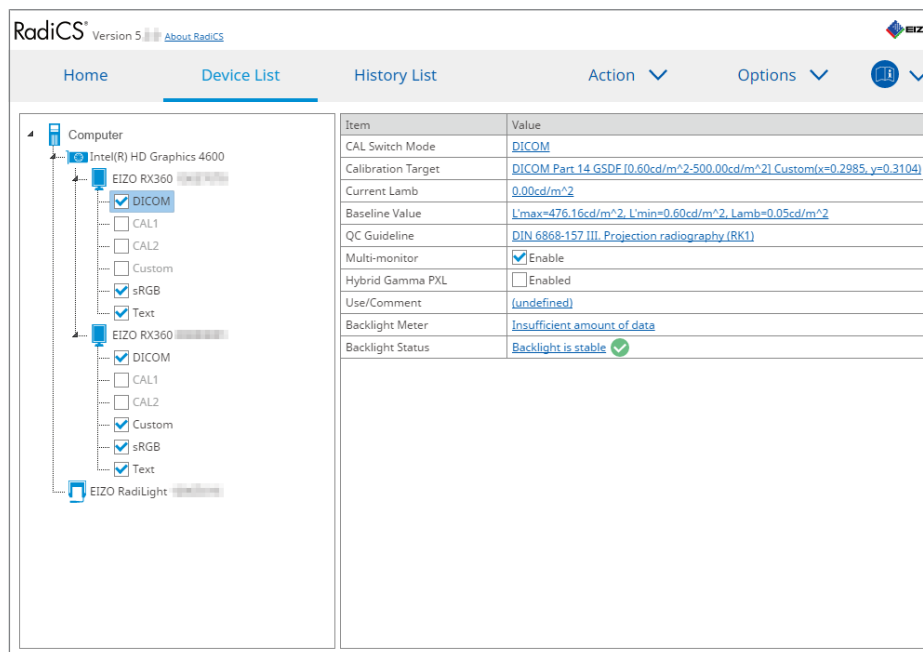 RadiCS® Version 5. About RadiCS
EIZ
Home Device List History List Action Options
Computer
Intel(R) HD Graphics 4600
EIZO RX360
DICOM
CAL1
CAL2
Custom
sRGB
Text
EIZO RX360
DICOM
CAL1
CAL2
Custom
sRGB
Text
EIZO RadiLight
Item Value
CAL Switch Mode DICOM
Calibration Target DICOM Part 14 GSDF [0.60cd/m^2-500.00cd/m^2] Custom(x=0.2985, y=0.3104)
Current Lamb 0.00cd/m^2
Baseline Value L'max=476.16cd/m^2, L'min=0.60cd/m^2, Lamb=0.05cd/m^2
QC Guideline DIN 6868-157 III. Projection radiography (RK1)
Multi-monitor Enable
Hybrid Gamma PXL Enabled
Use/Comment (undefined)
Backlight Meter Insufficient amount of data
Backlight Status Backlight is stable